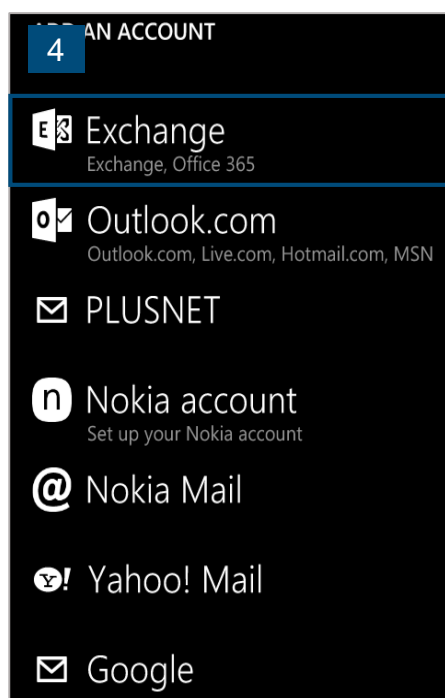 ADD AN ACCOUNT
4
Exchange
Exchange, Office 365
Outlook.com
Outlook.com, Live.com, Hotmail.com, MSN
PLUSNET
Nokia account
Set up your Nokia account
Nokia Mail
Yahoo! Mail
Google